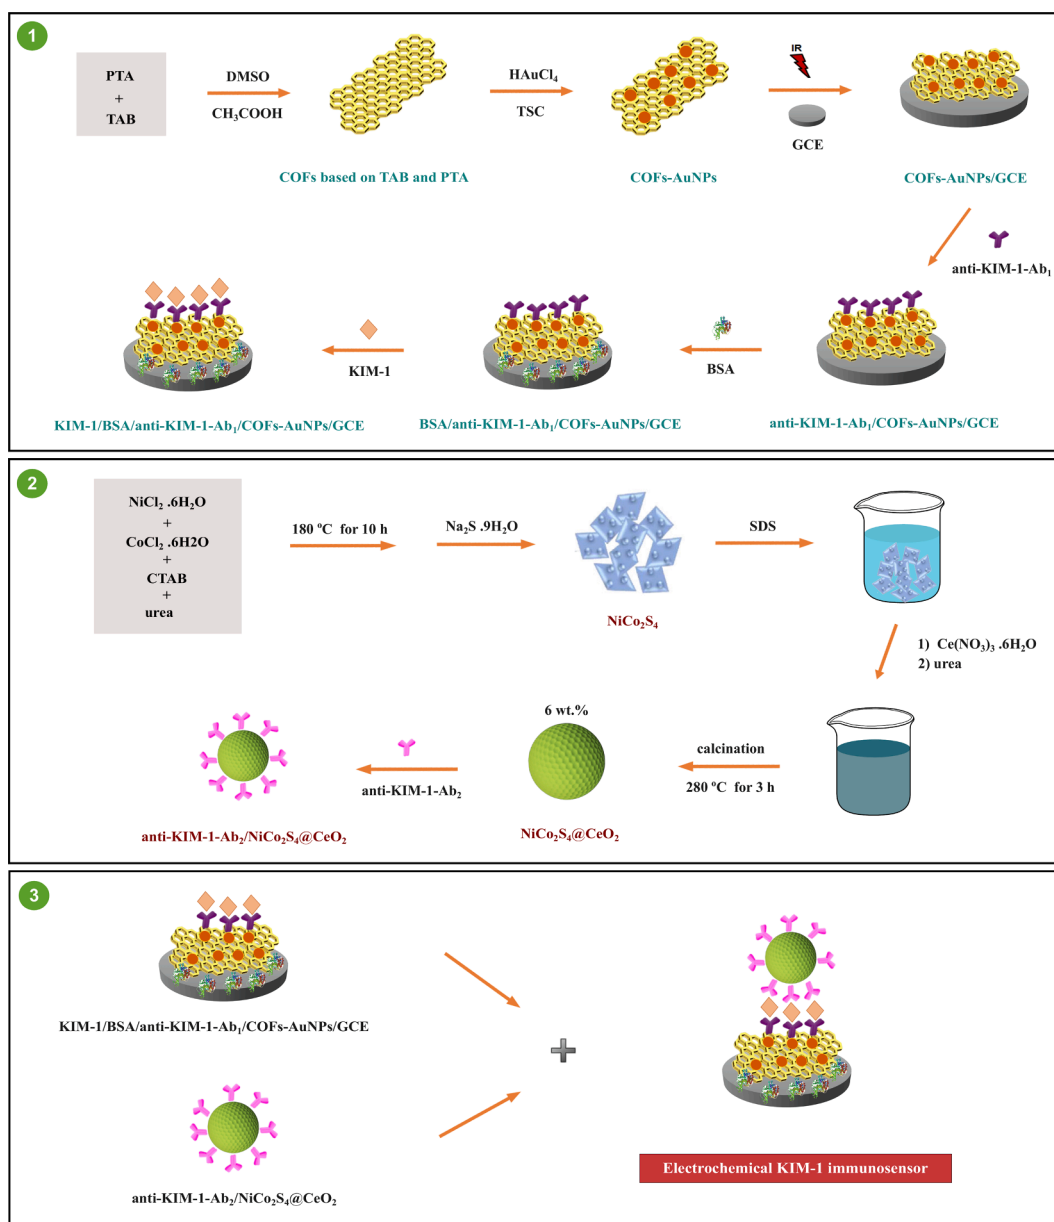 1
PTA
+
TAB
DMSO
CH₃COOH
COFs based on TAB and PTA
HAuCl₄
TSC
COFs-AuNPs
IR
GCE
COFs-AuNPs/GCE
anti-KIM-1-Ab₁
anti-KIM-1-Ab₁/COFs-AuNPs/GCE
BSA
BSA/anti-KIM-1-Ab₁/COFs-AuNPs/GCE
KIM-1
KIM-1/BSA/anti-KIM-1-Ab₁/COFs-AuNPs/GCE
2
NiCl₂ .6H₂O
+
CoCl₂ .6H2O
+
CTAB
+
urea
180 °C for 10 h
Na₂S .9H₂O
NiCo₂S₄
SDS
1) Ce(NO₃)₃ .6H₂O
2) urea
calcination
280 °C for 3 h
6 wt.%
NiCo₂S₄@CeO₂
anti-KIM-1-Ab₂
anti-KIM-1-Ab₂/NiCo₂S₄@CeO₂
3
KIM-1/BSA/anti-KIM-1-Ab₁/COFs-AuNPs/GCE
+
anti-KIM-1-Ab₂/NiCo₂S₄@CeO₂
Electrochemical KIM-1 immunosensor